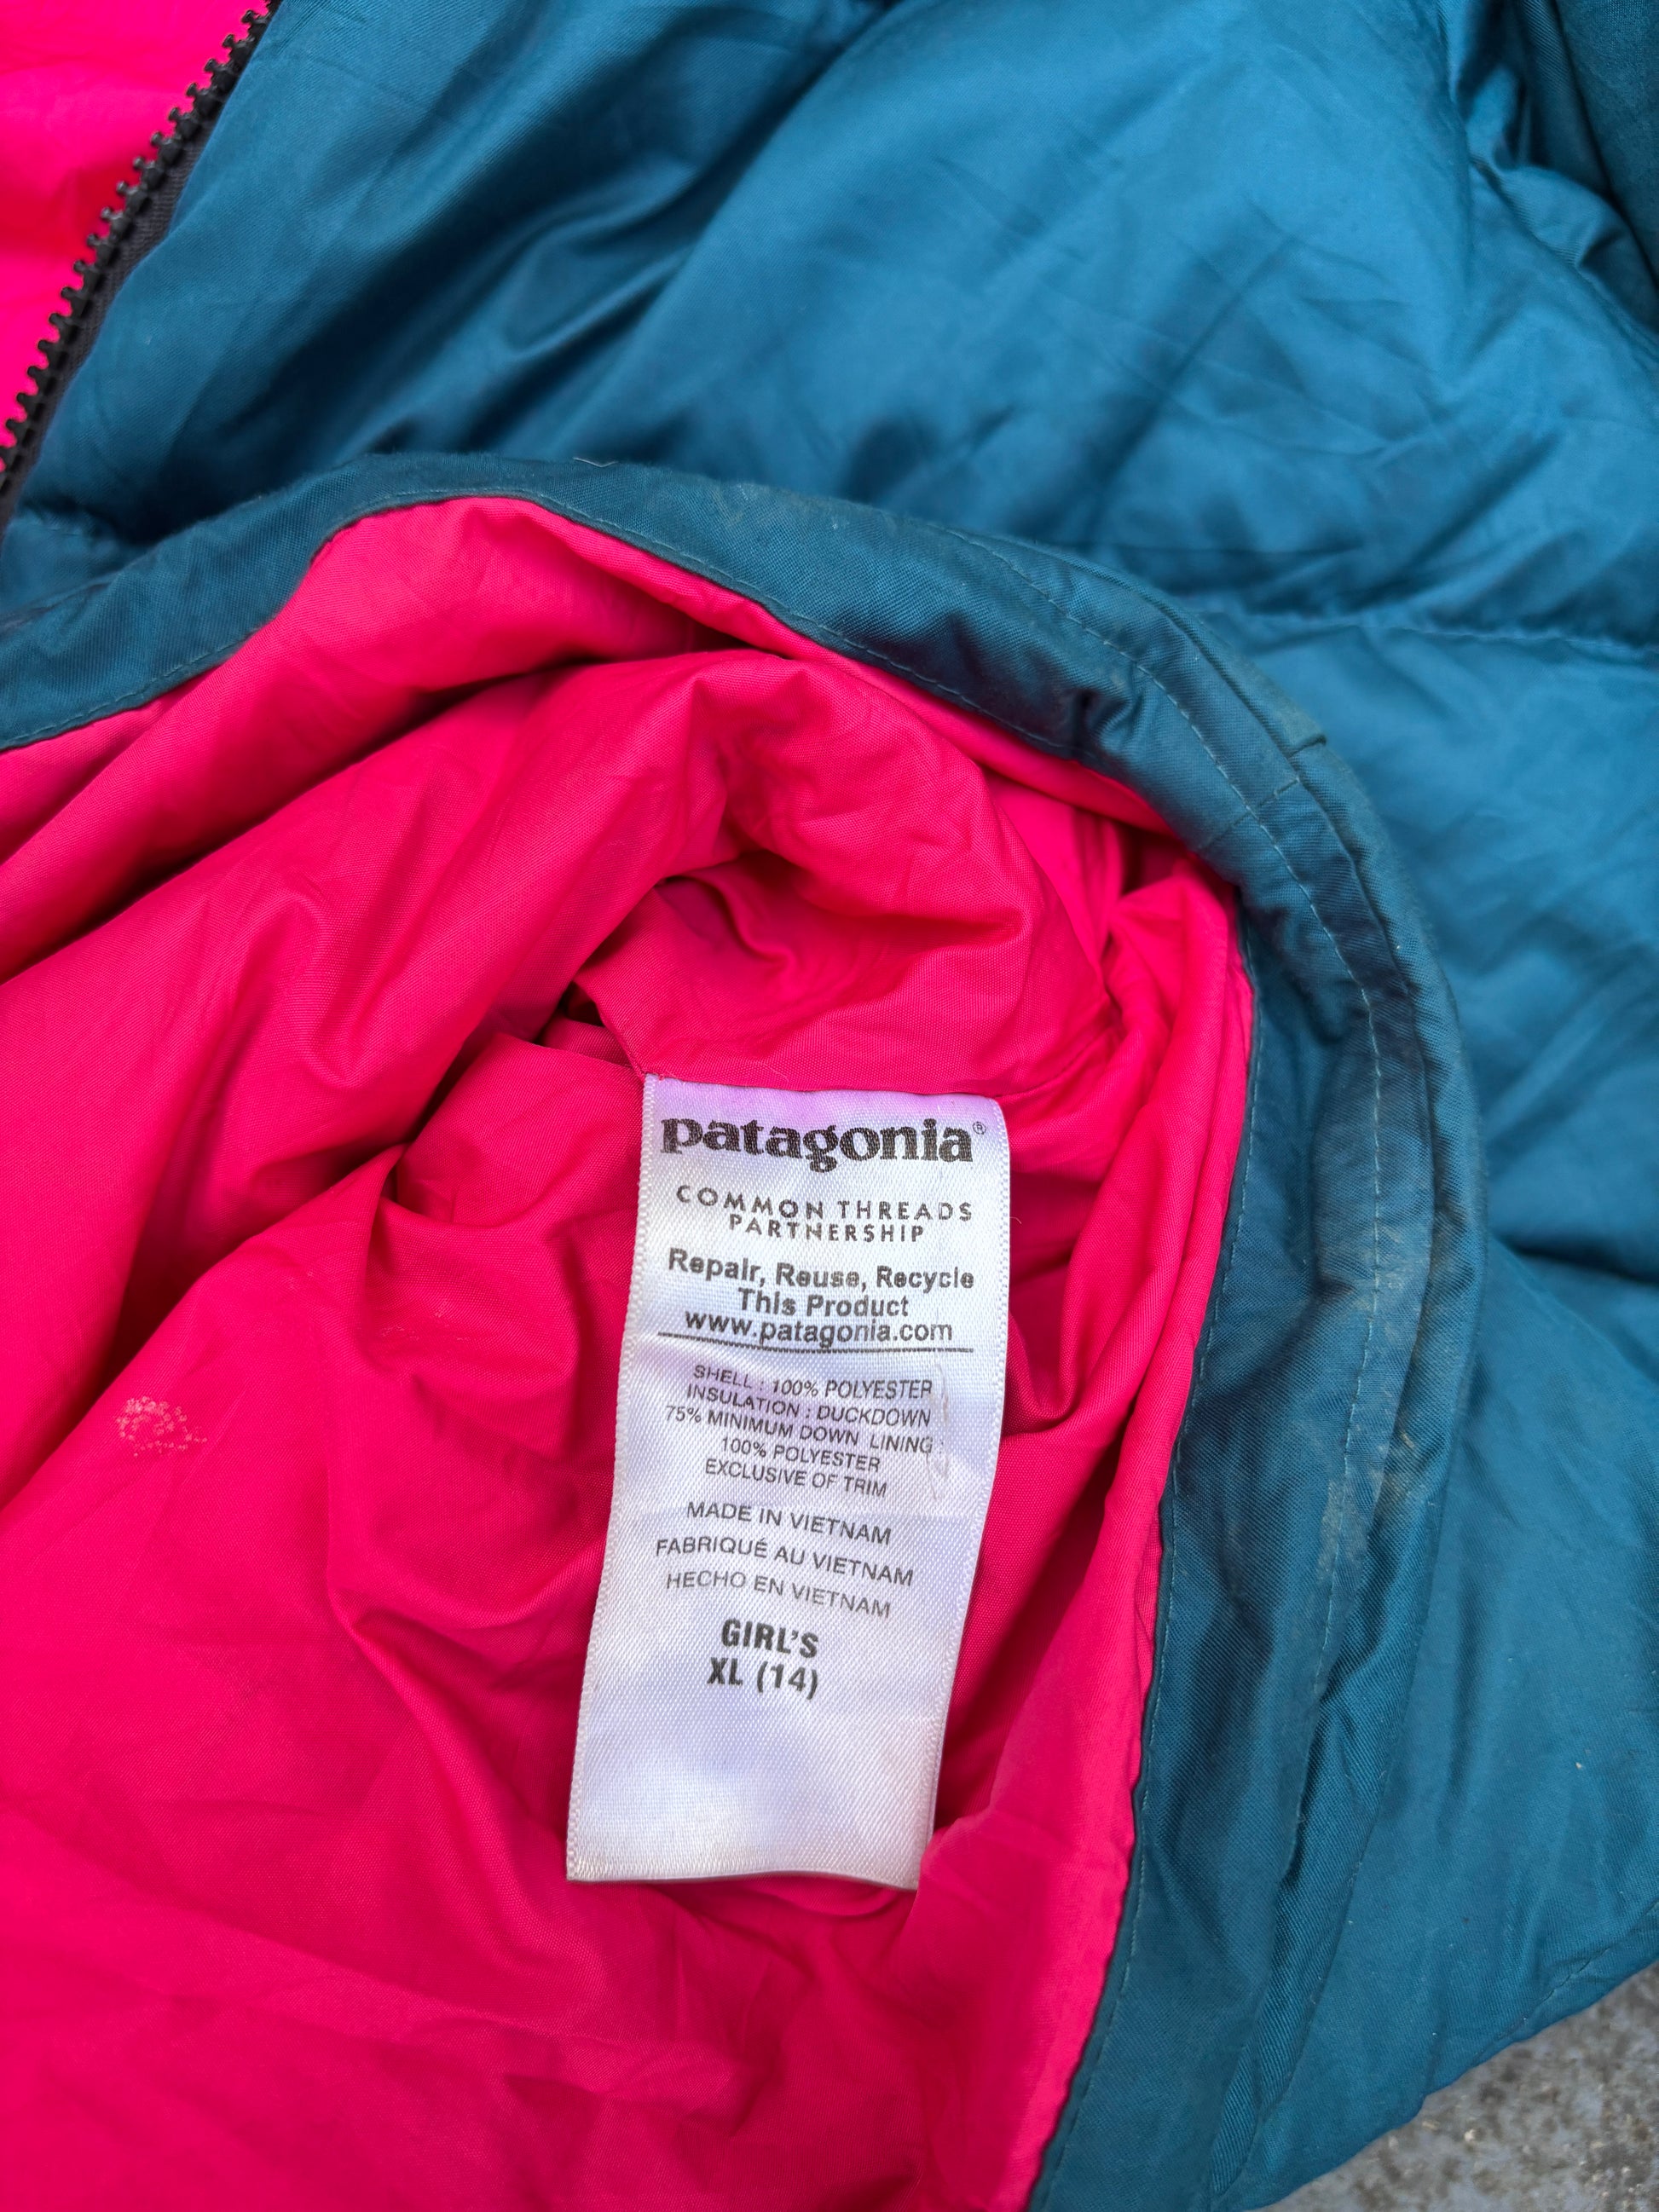 patagonia®
COMMON THREADS
PARTNERSHIP
Repair, Reuse, Recycle
This Product
www.patagonia.com
SHELL : 100% POLYESTER
INSULATION : DUCKDOWN
75% MINIMUM DOWN LINING :
100% POLYESTER
EXCLUSIVE OF TRIM
MADE IN VIETNAM
FABRIQUÉ AU VIETNAM
HECHO EN VIETNAM
GIRL'S
XL (14)